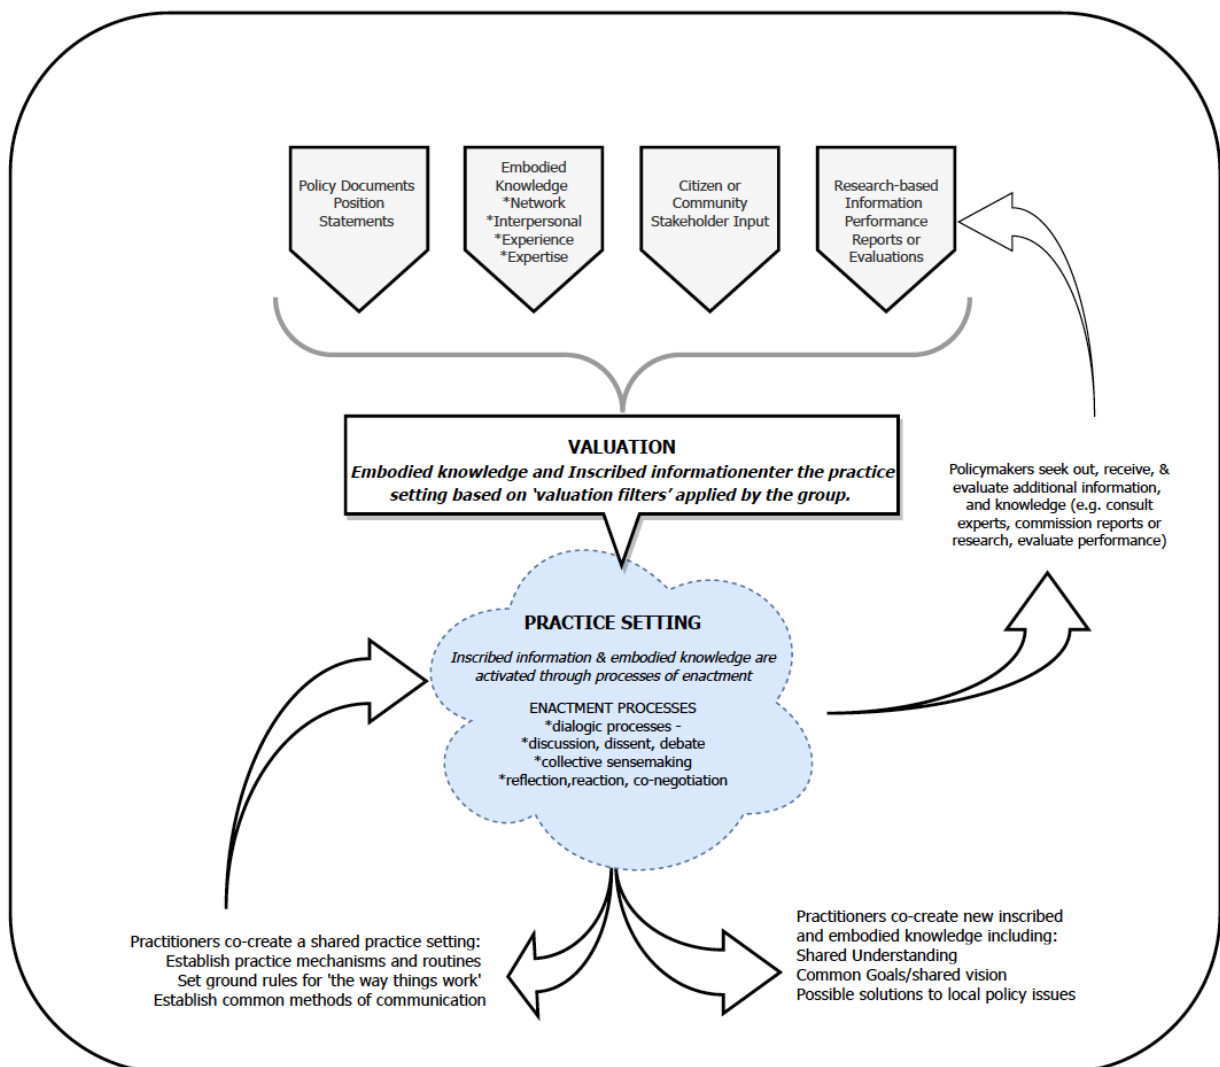 Policy Documents
Position
Statements
Embodied
Knowledge
*Network
*Interpersonal
*Experience
*Expertise
Citizen or
Community
Stakeholder Input
Research-based
Information
Performance
Reports or
Evaluations
VALUATION
Embodied knowledge and Inscribed informationenter the practice
setting based on ‘valuation filters’ applied by the group.
Policymakers seek out, receive, &
evaluate additional information,
and knowledge (e.g. consult
experts, commission reports or
research, evaluate performance)
PRACTICE SETTING
Inscribed information & embodied knowledge are
activated through processes of enactment
ENACTMENT PROCESSES
*dialogic processes -
*discussion, dissent, debate
*collective sensemaking
*reflection,reaction, co-negotiation
Practitioners co-create a shared practice setting:
Establish practice mechanisms and routines
Set ground rules for 'the way things work'
Establish common methods of communication
Practitioners co-create new inscribed
and embodied knowledge including:
Shared Understanding
Common Goals/shared vision
Possible solutions to local policy issues